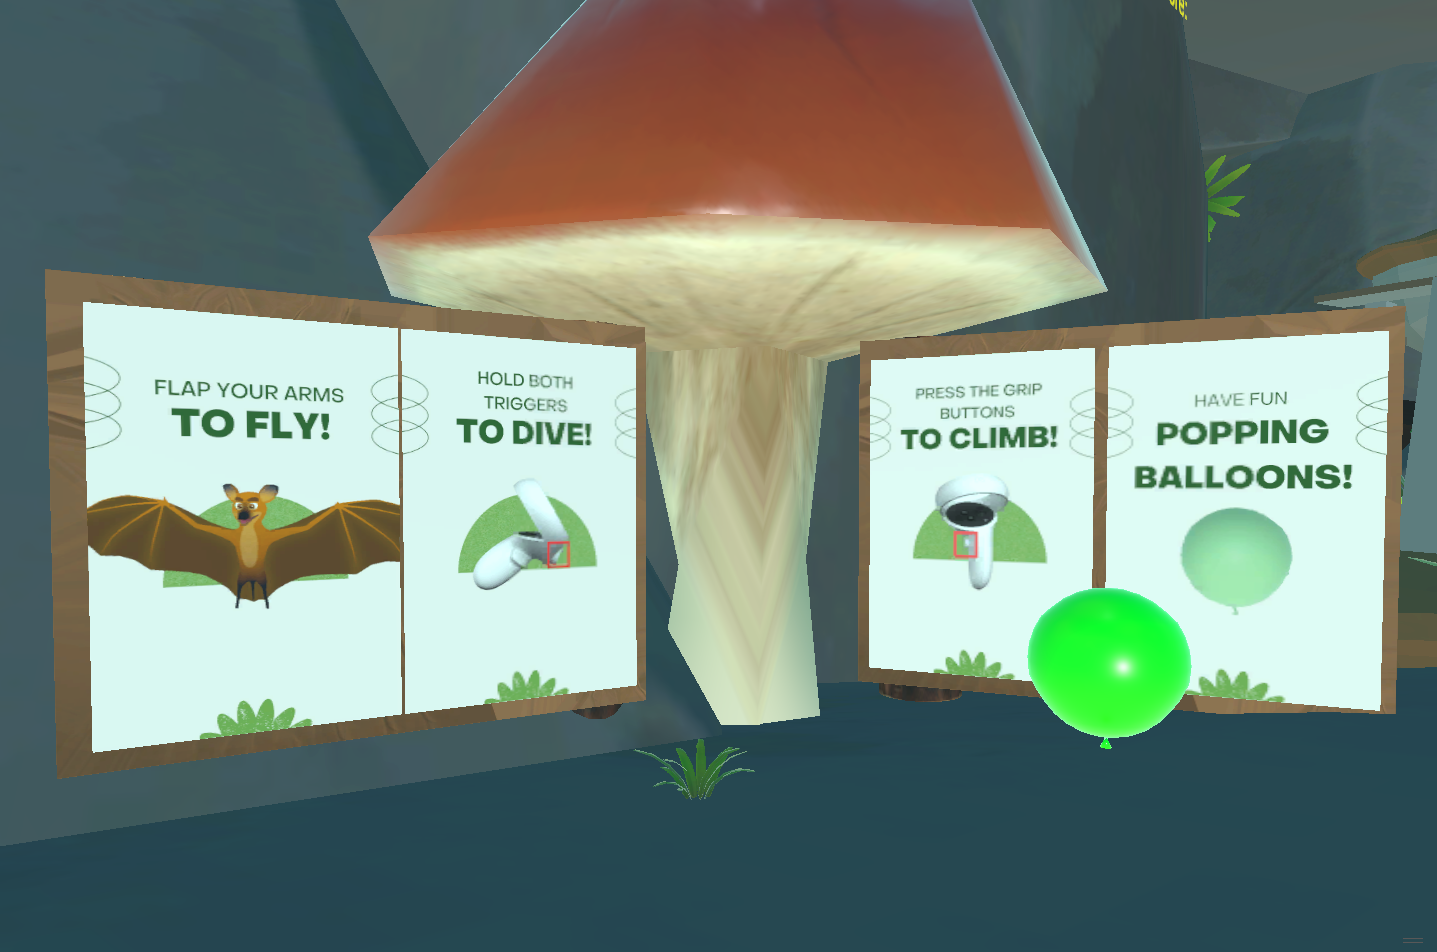 FLAP YOUR ARMS
TO FLY!
HOLD BOTH
TRIGGERS
TO DIVE!
PRESS THE GRIP
BUTTONS
TO CLIMB!
HAVE FUN
POPPING
BALLOONS!